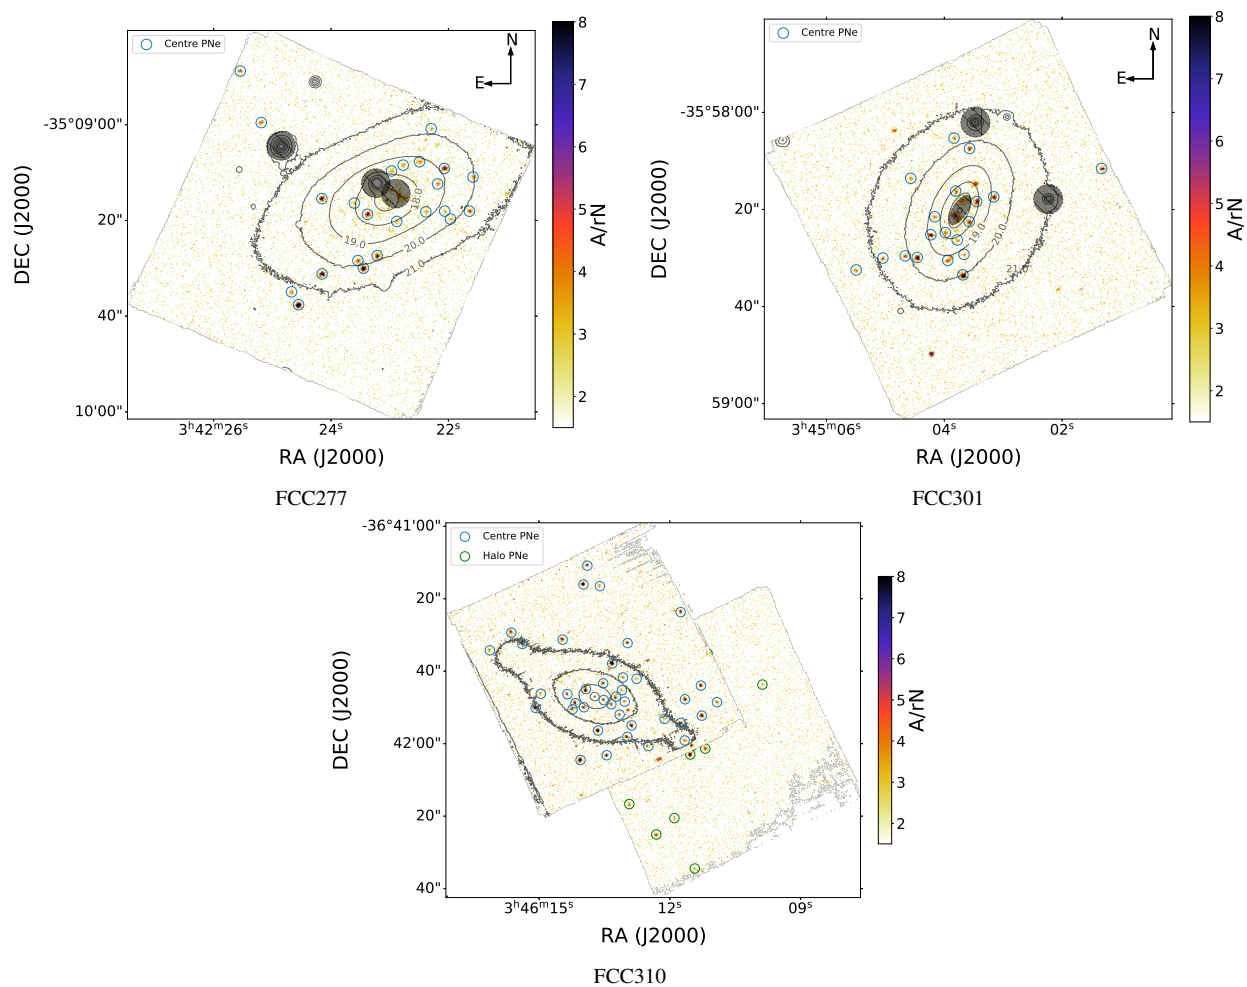 Centre PNe
N
E
-35°09'00"
20"
40"
10'00"
DEC (J2000)
3ʰ42ᵐ26ˢ
24ˢ
22ˢ
RA (J2000)
18.0
19.0
20.0
21.0
8
7
6
5
4
3
2
A/rN
FCC277
Centre PNe
N
E
-35°58'00"
20"
40"
59'00"
DEC (J2000)
3ʰ45ᵐ06ˢ
04ˢ
02ˢ
RA (J2000)
19.0
20.0
8
7
6
5
4
3
2
A/rN
FCC301
Centre PNe
Halo PNe
-36°41'00"
20"
40"
42'00"
20"
40"
DEC (J2000)
3ʰ46ᵐ15ˢ
12ˢ
09ˢ
RA (J2000)
8
7
6
5
4
3
2
A/rN
FCC310